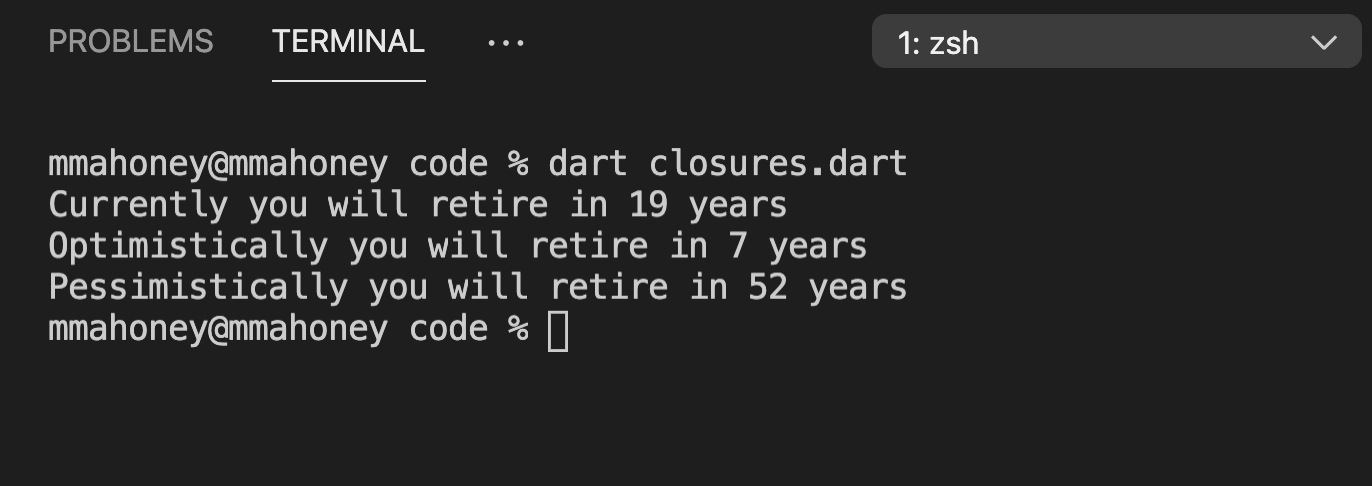 PROBLEMS TERMINAL ... 1: zsh
mmahoney@mmahoney code % dart closures.dart
Currently you will retire in 19 years
Optimistically you will retire in 7 years
Pessimistically you will retire in 52 years
mmahoney@mmahoney code %